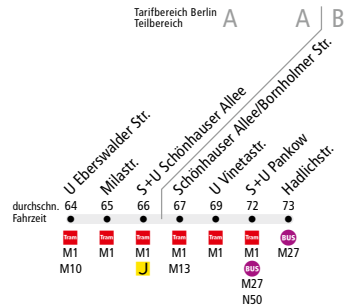 Tarifbereich Berlin
Teilbereich
A A B
U Eberswalder Str.
Milastr.
S+U Schönhauser Allee
Schönhauser Allee/Bornholmer Str.
U Vinetastr.
S+U Pankow
Hadlichstr.
durchschn. 64 65 66 67 69 72 73
Fahrzeit
Tram Tram Tram Tram Tram Tram BUS
M1 M1 M1 M1 M1 M1 M27
M10 M13 BUS
M27
N50